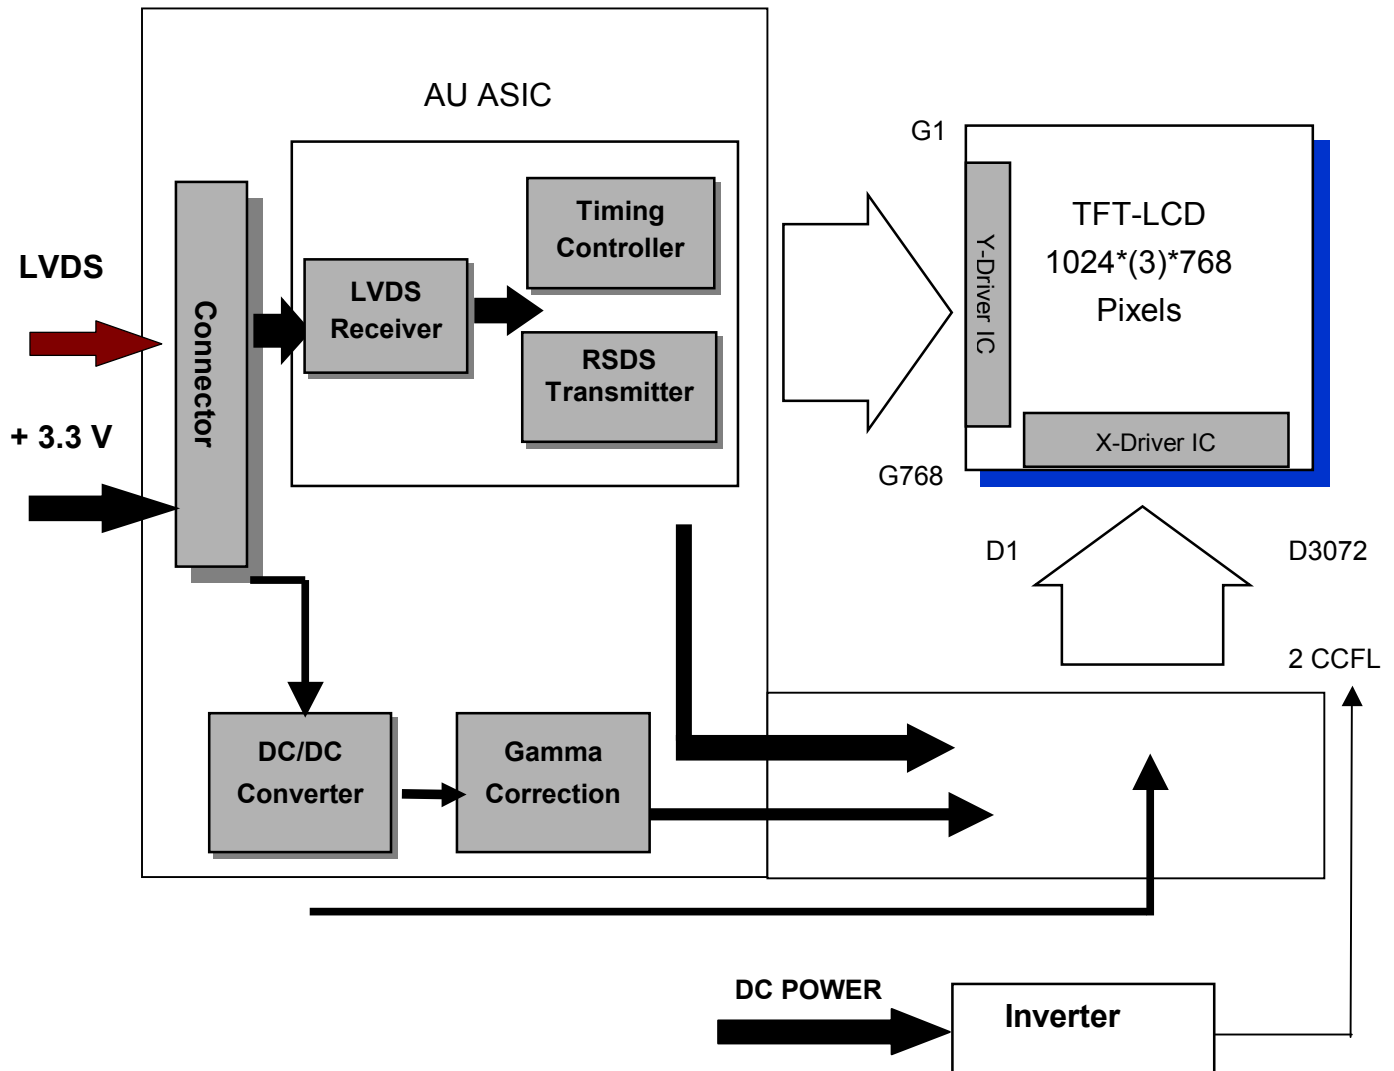 AU ASIC
LVDS
+ 3.3 V
Connector
LVDS
Receiver
Timing
Controller
RSDS
Transmitter
DC/DC
Converter
Gamma
Correction
G1
Y-Driver IC
TFT-LCD
1024*(3)*768
Pixels
X-Driver IC
G768
D1
D3072
2 CCFL
DC POWER
Inverter